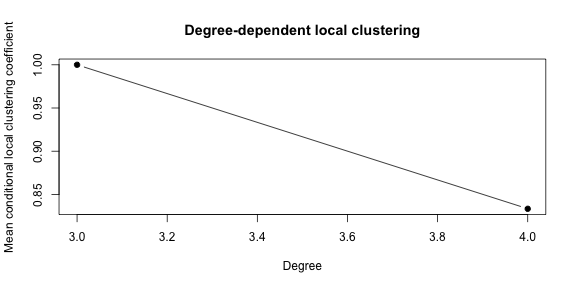 Degree-dependent local clustering
Mean conditional local clustering coefficient
1.00
0.95
0.90
0.85
3.0 3.2 3.4 3.6 3.8 4.0
Degree